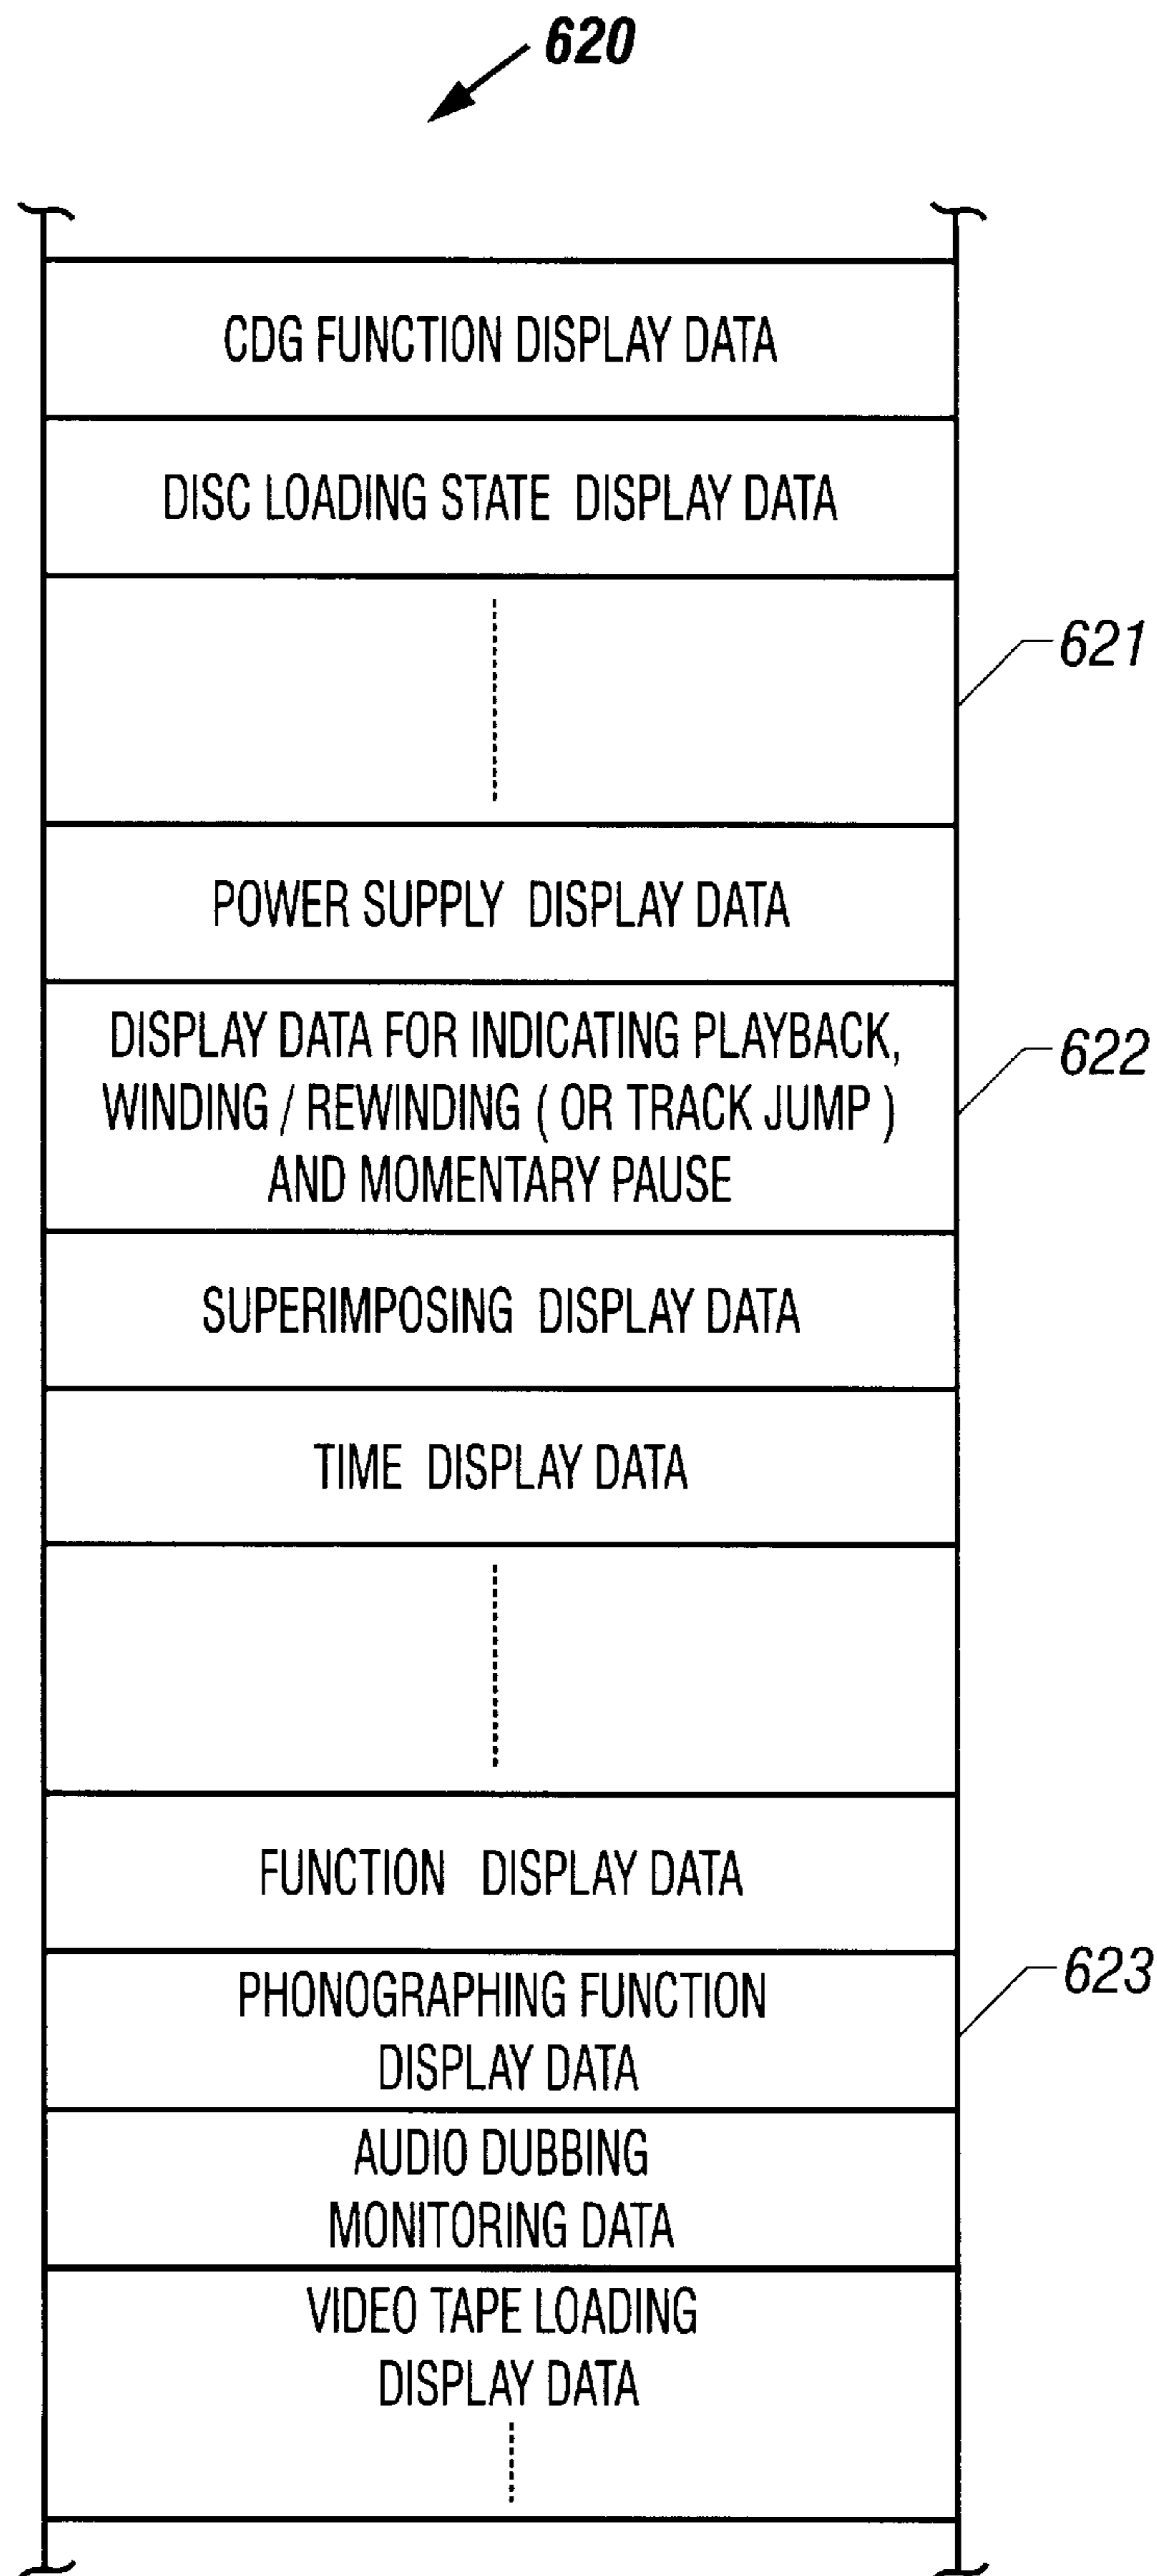 620
CDG FUNCTION DISPLAY DATA
DISC LOADING STATE DISPLAY DATA
621
POWER SUPPLY DISPLAY DATA
DISPLAY DATA FOR INDICATING PLAYBACK,
WINDING / REWINDING ( OR TRACK JUMP )
AND MOMENTARY PAUSE
622
SUPERIMPOSING DISPLAY DATA
TIME DISPLAY DATA
FUNCTION DISPLAY DATA
PHONOGRAPHING FUNCTION
DISPLAY DATA
623
AUDIO DUBBING
MONITORING DATA
VIDEO TAPE LOADING
DISPLAY DATA